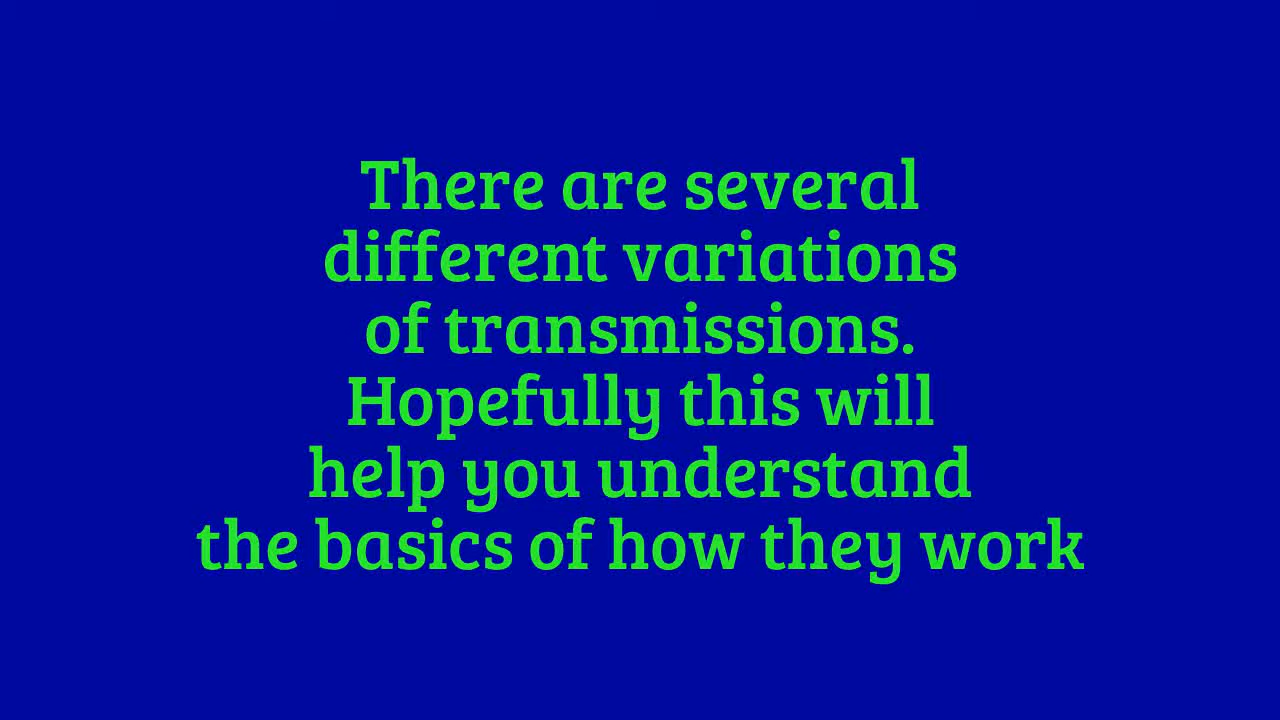 There are several
different variations
of transmissions.
Hopefully this will
help you understand
the basics of how they work